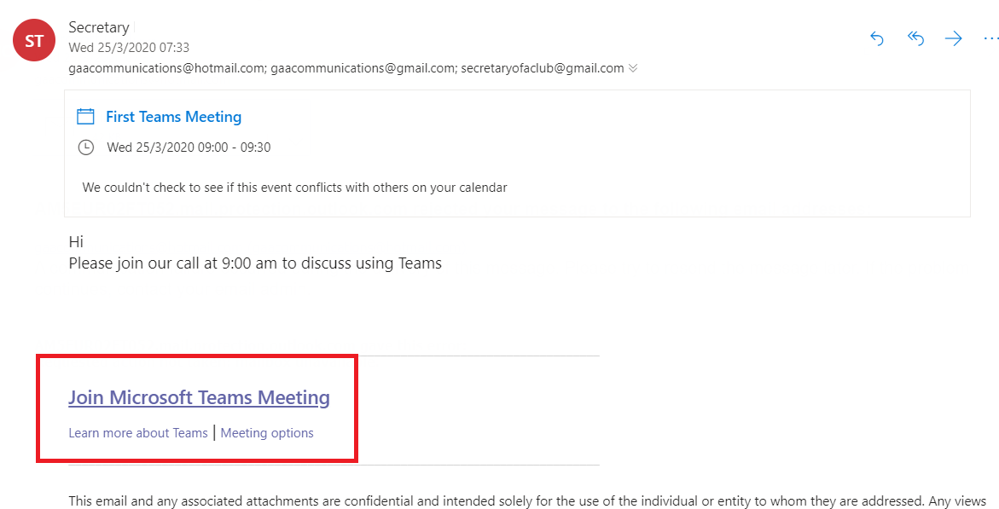 ST
Secretary
Wed 25/3/2020 07:33
gaacommunications@hotmail.com; gaacommunications@gmail.com; secretaryofaclub@gmail.com
First Teams Meeting
Wed 25/3/2020 09:00 - 09:30
We couldn't check to see if this event conflicts with others on your calendar
Hi
Please join our call at 9:00 am to discuss using Teams
Join Microsoft Teams Meeting
Learn more about Teams | Meeting options
This email and any associated attachments are confidential and intended solely for the use of the individual or entity to whom they are addressed. Any views